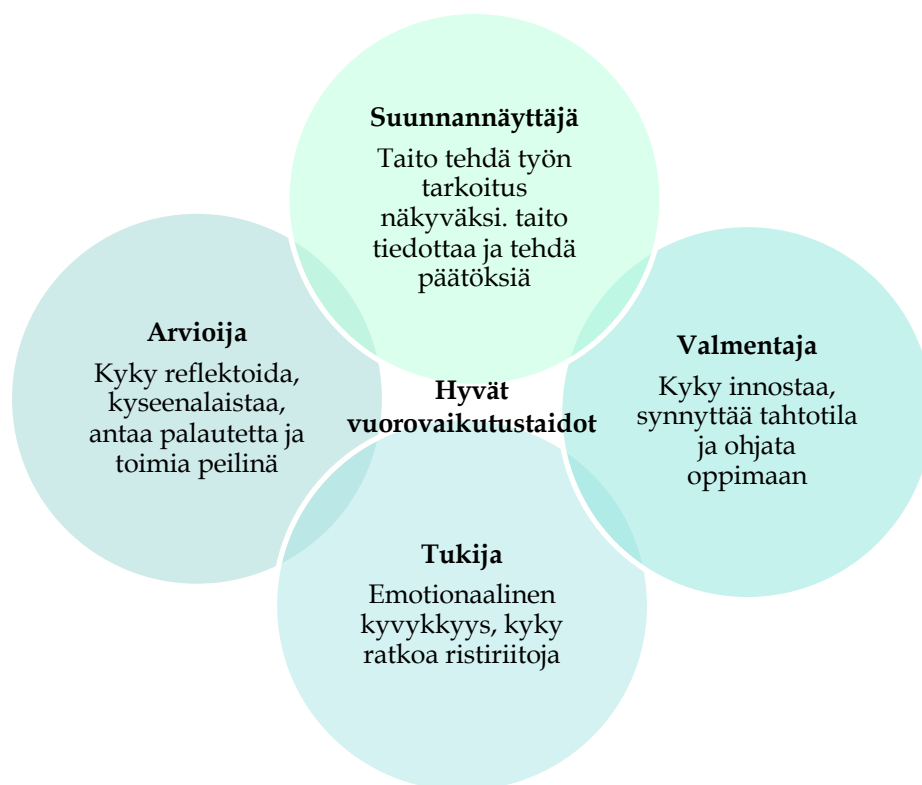 Suunnannäyttäjä
Taito tehdä työn
tarkoitus
näkyväksi. taito
tiedottaa ja tehdä
päätöksiä
Arvioija
Kyky reflektoida,
kyseenalaistaa,
antaa palautetta ja
toimia peilinä
Hyvät
vuorovaikutustaidot
Valmentaja
Kyky innostaa,
synnyttää tahtotila
ja ohjata
oppimaan
Tukija
Emotionaalinen
kyvykkyys, kyky
ratkoa ristiriitoja